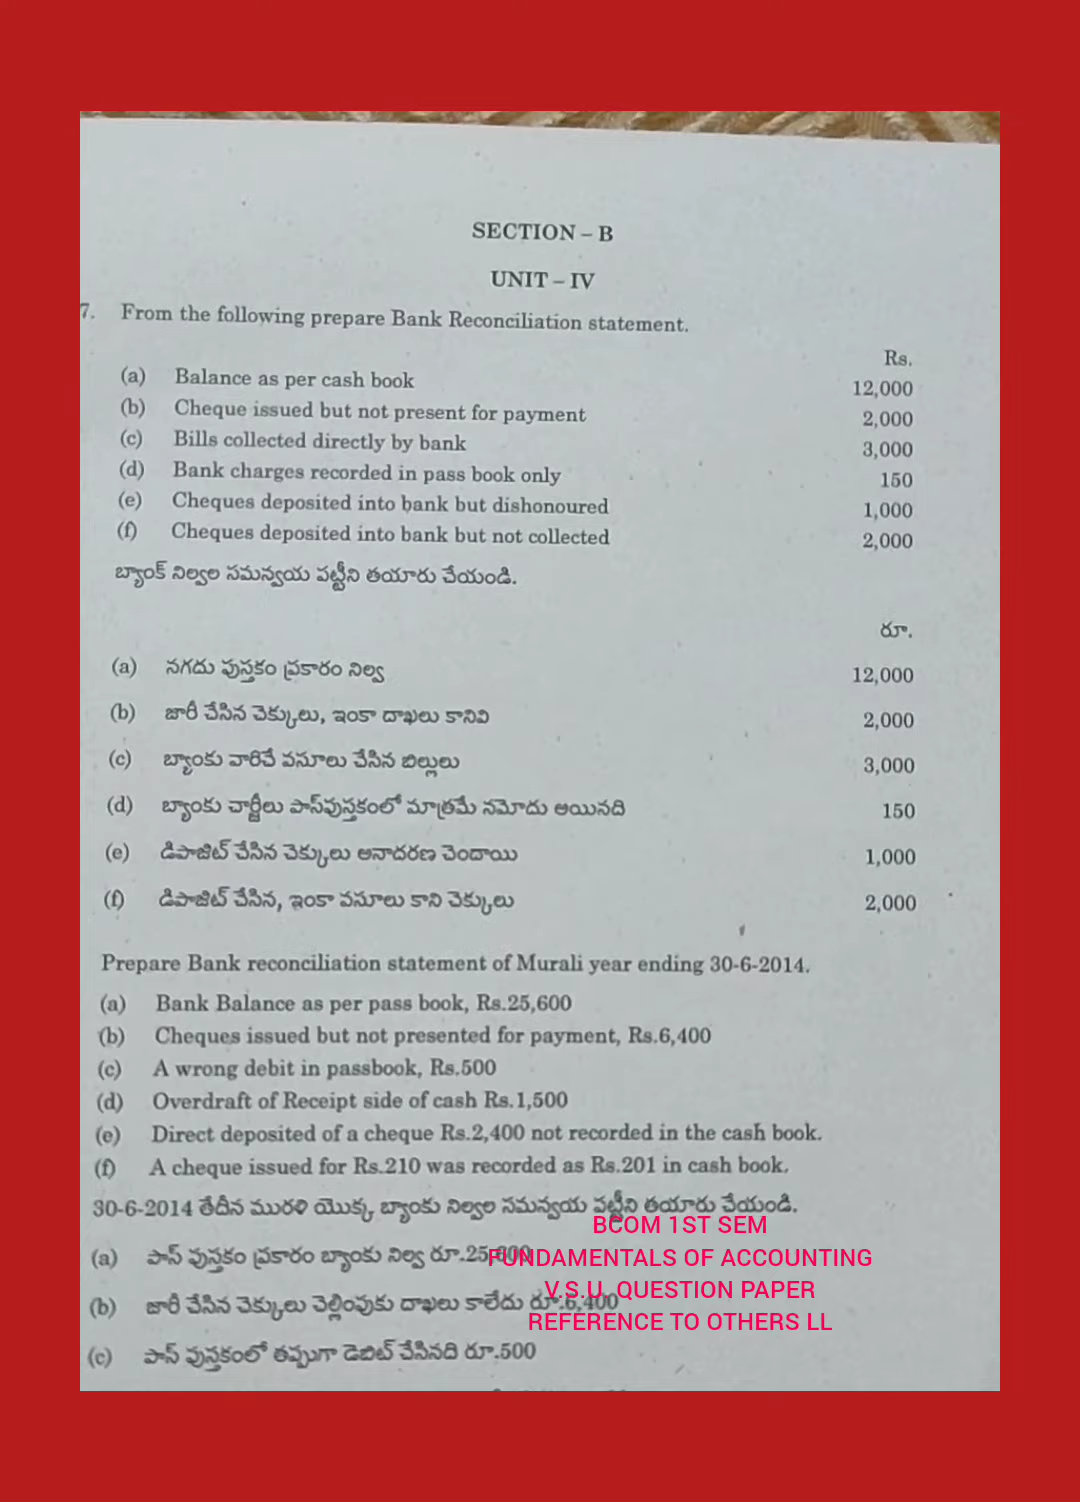 SECTION – B
UNIT – IV
7. From the following prepare Bank Reconciliation statement.
Rs.
(a) Balance as per cash book 12,000
(b) Cheque issued but not present for payment 2,000
(c) Bills collected directly by bank 3,000
(d) Bank charges recorded in pass book only 150
(e) Cheques deposited into bank but dishonoured 1,000
(f) Cheques deposited into bank but not collected 2,000
బ్యాంక్ నిల్వల సమన్వయ పట్టీని తయారు చేయండి.
రూ.
(a) నగదు పుస్తకం ప్రకారం నిల్వ 12,000
(b) జారీ చేసిన చెక్కులు, ఇంకా దాఖలు కానివి 2,000
(c) బ్యాంకు వారిచే వసూలు చేసిన బిల్లులు 3,000
(d) బ్యాంకు చార్జీలు పాస్‌పుస్తకంలో మాత్రమే నమోదు అయినది 150
(e) డిపాజిట్ చేసిన చెక్కులు అనాదరణ చెందాయి 1,000
(f) డిపాజిట్ చేసిన, ఇంకా వసూలు కాని చెక్కులు 2,000
Prepare Bank reconciliation statement of Murali year ending 30-6-2014.
(a) Bank Balance as per pass book, Rs.25,600
(b) Cheques issued but not presented for payment, Rs.6,400
(c) A wrong debit in passbook, Rs.500
(d) Overdraft of Receipt side of cash Rs.1,500
(e) Direct deposited of a cheque Rs.2,400 not recorded in the cash book.
(f) A cheque issued for Rs.210 was recorded as Rs.201 in cash book.
30-6-2014 తేదీన మురళి యొక్క బ్యాంకు నిల్వల సమన్వయ పట్టీని తయారు చేయండి.
BCOM 1ST SEM
(a) పాస్ పుస్తకం ప్రకారం బ్యాంకు నిల్వ రూ.25,600
FUNDAMENTALS OF ACCOUNTING
V.S.U. QUESTION PAPER
(b) జారీ చేసిన చెక్కులు చెల్లింపుకు దాఖలు కాలేదు రూ.6,400
REFERENCE TO OTHERS LL
(c) పాస్ పుస్తకంలో తప్పుగా డెబిట్ చేసినది రూ.500